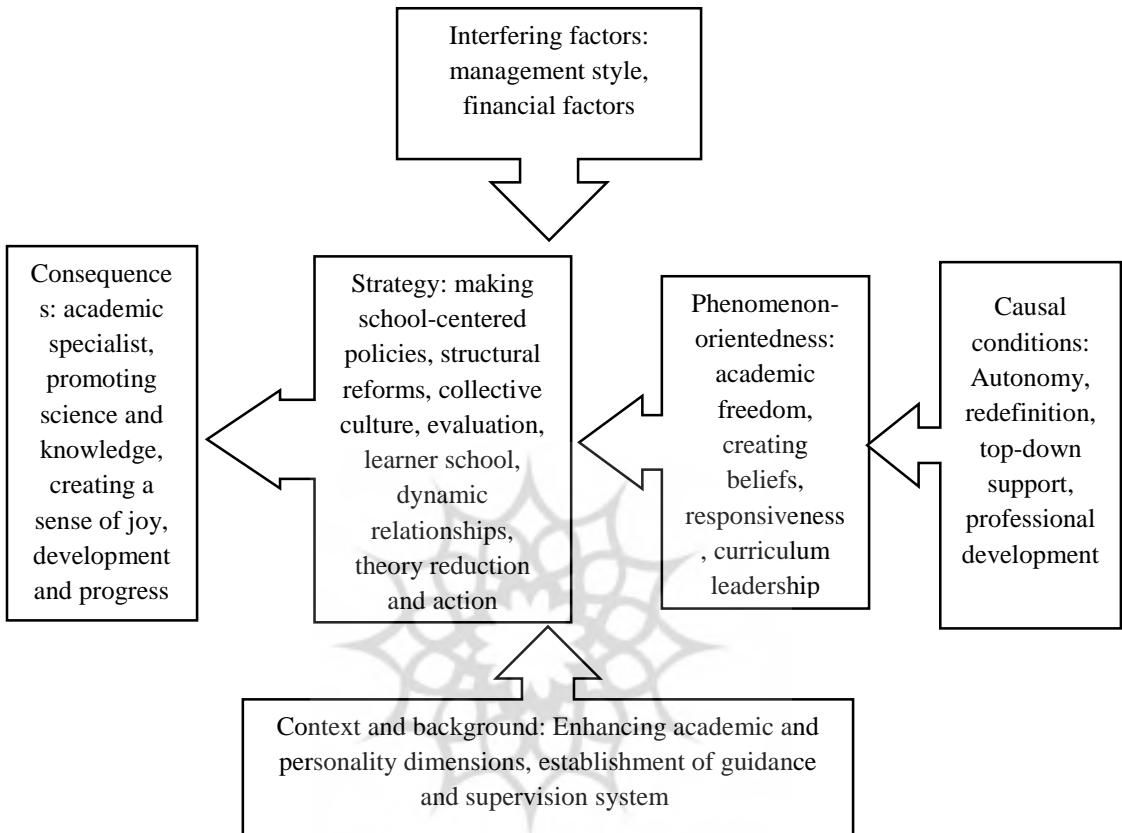 Interfering factors:
management style,
financial factors
Consequence
s: academic
specialist,
promoting
science and
knowledge,
creating a
sense of joy,
development
and progress
Strategy: making
school-centered
policies, structural
reforms, collective
culture, evaluation,
learner school,
dynamic
relationships,
theory reduction
and action
Phenomenon-
orientedness:
academic
freedom,
creating
beliefs,
responsiveness
, curriculum
leadership
Causal
conditions:
Autonomy,
redefinition,
top-down
support,
professional
development
Context and background: Enhancing academic and
personality dimensions, establishment of guidance
and supervision system